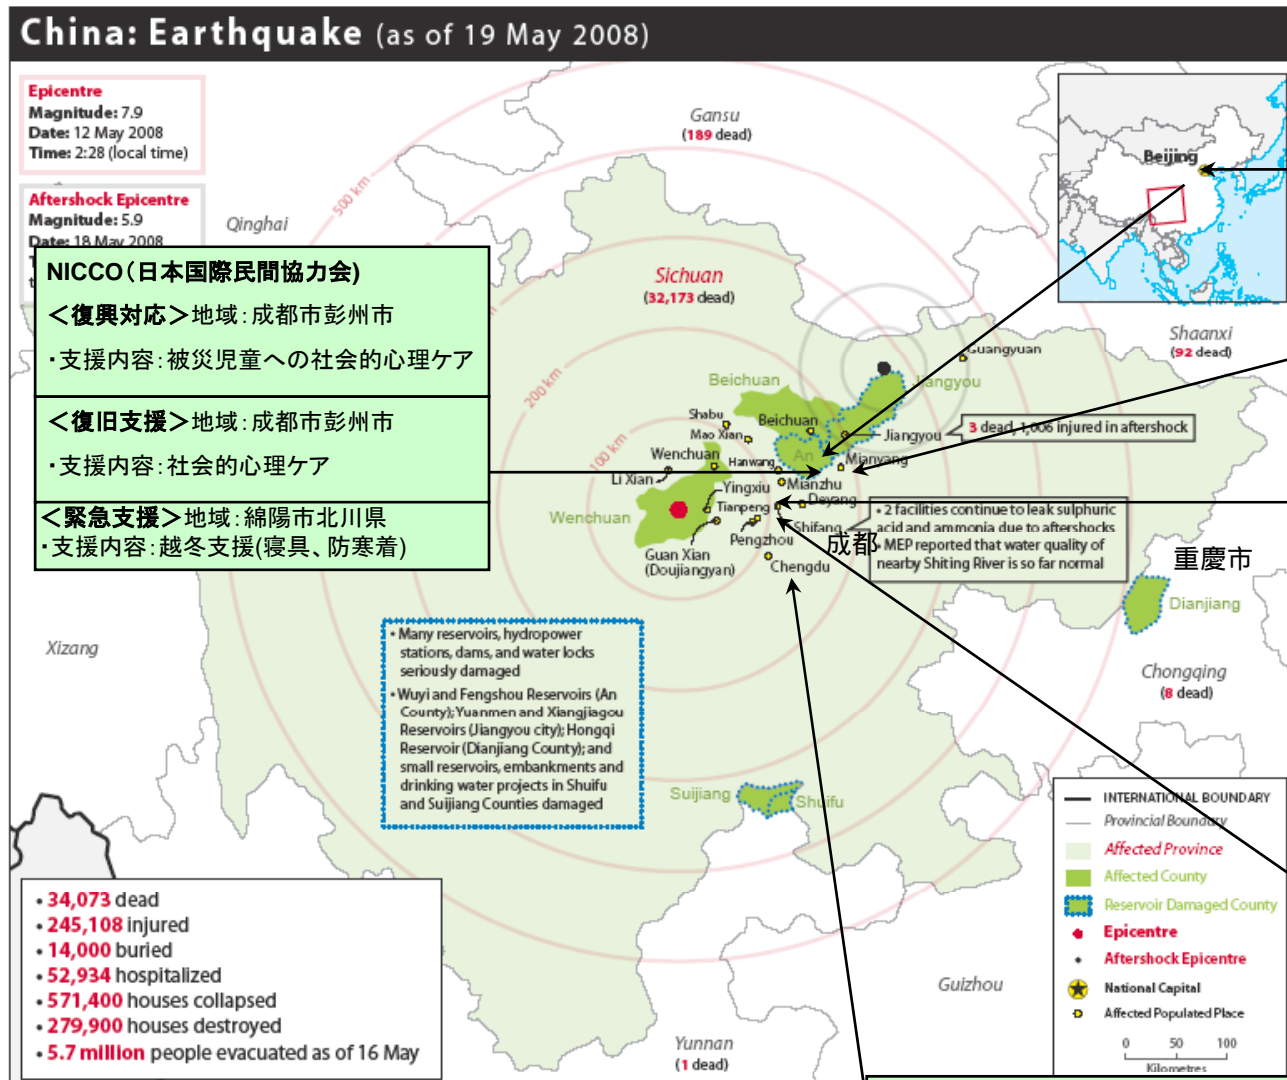 China: Earthquake (as of 19 May 2008)
Epicentre
Magnitude: 7.9
Date: 12 May 2008
Time: 2:28 (local time)
Aftershock Epicentre
Magnitude: 5.9
Date: 18 May 2008
NICCO（日本国際民間協力会)
＜復興対応＞地域：成都市彭州市
・支援内容：被災児童への社会的心理ケア
＜復旧支援＞地域：成都市彭州市
・支援内容：社会的心理ケア
＜緊急支援＞地域：綿陽市北川県
・支援内容：越冬支援(寝具、防寒着)
Gansu
(189 dead)
Qinghai
500 km
200 km
100 km
Sichuan
(32,173 dead)
Beijing
Shaanxi
(92 dead)
Guangyuan
Jiangyou
Beichuan
Shabu
Beichuan
Mao Xian
Jiangyou
3 dead, 1,006 injured in aftershock
Wenchuan
Hanwang
An
Mianyang
Li Xian
Mianzhu
Yingxiu
Deyang
Wenchuan
Tianpeng
Shifang
Pengzhou
成都
Guan Xian
(Doujiangyan)
Chengdu
• 2 facilities continue to leak sulphuric
acid and ammonia due to aftershocks
• MEP reported that water quality of
nearby Shiting River is so far normal
重慶市
Dianjiang
Chongqing
(8 dead)
Xizang
• Many reservoirs, hydropower
stations, dams, and water locks
seriously damaged
• Wuyi and Fengshou Reservoirs (An
County); Yuanmen and Xiangjiagou
Reservoirs (Jiangyou city); Hongqi
Reservoir (Dianjiang County); and
small reservoirs, embankments and
drinking water projects in Shuifu
and Suijiang Counties damaged
Suijiang
Shuifu
• 34,073 dead
• 245,108 injured
• 14,000 buried
• 52,934 hospitalized
• 571,400 houses collapsed
• 279,900 houses destroyed
• 5.7 million people evacuated as of 16 May
Yunnan
(1 dead)
Guizhou
INTERNATIONAL BOUNDARY
Provincial Boundary
Affected Province
Affected County
Reservoir Damaged County
Epicentre
Aftershock Epicentre
National Capital
Affected Populated Place
0 50 100
Kilometres